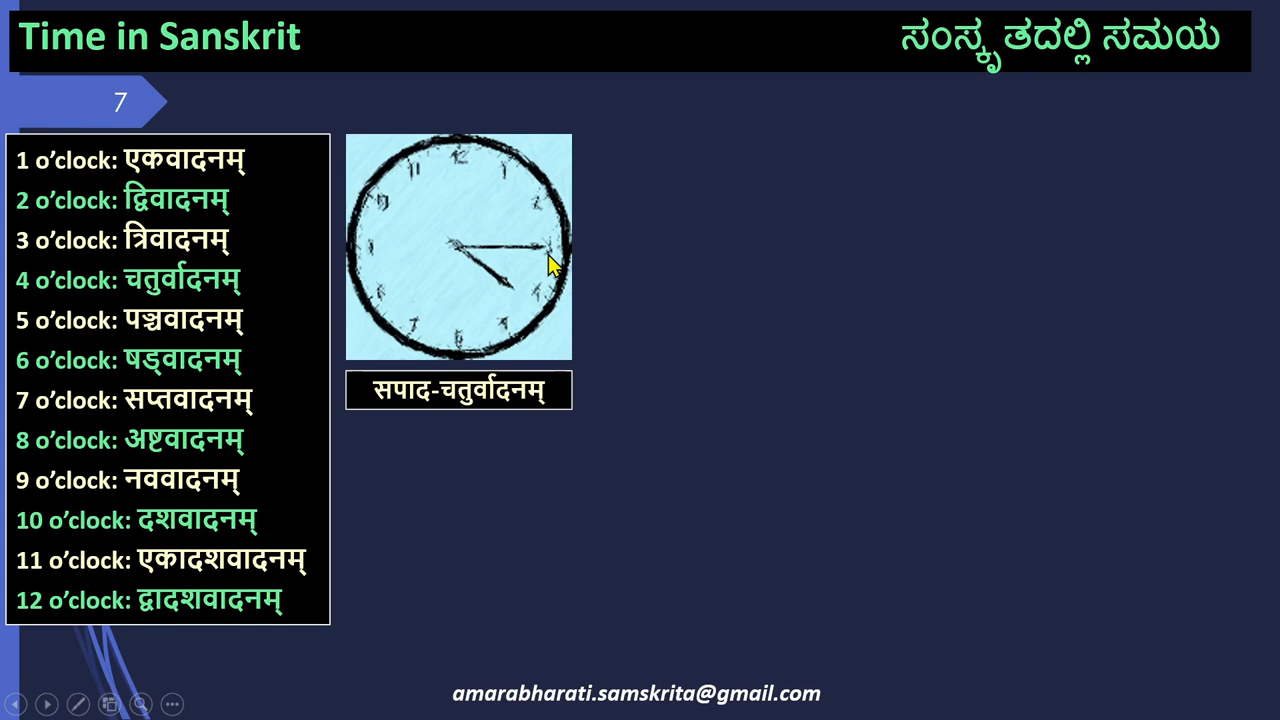 Time in Sanskrit
ಸಂಸ್ಕೃತದಲ್ಲಿ ಸಮಯ
7
1 o’clock: एकवादनम्
2 o’clock: द्विवादनम्
3 o’clock: त्रिवादनम्
4 o’clock: चतुर्वादनम्
5 o’clock: पञ्चवादनम्
6 o’clock: षड्वादनम्
7 o’clock: सप्तवादनम्
8 o’clock: अष्टवादनम्
9 o’clock: नववादनम्
10 o’clock: दशवादनम्
11 o’clock: एकादशवादनम्
12 o’clock: द्वादशवादनम्
सपाद-चतुर्वादनम्
amarabharati.samskrita@gmail.com